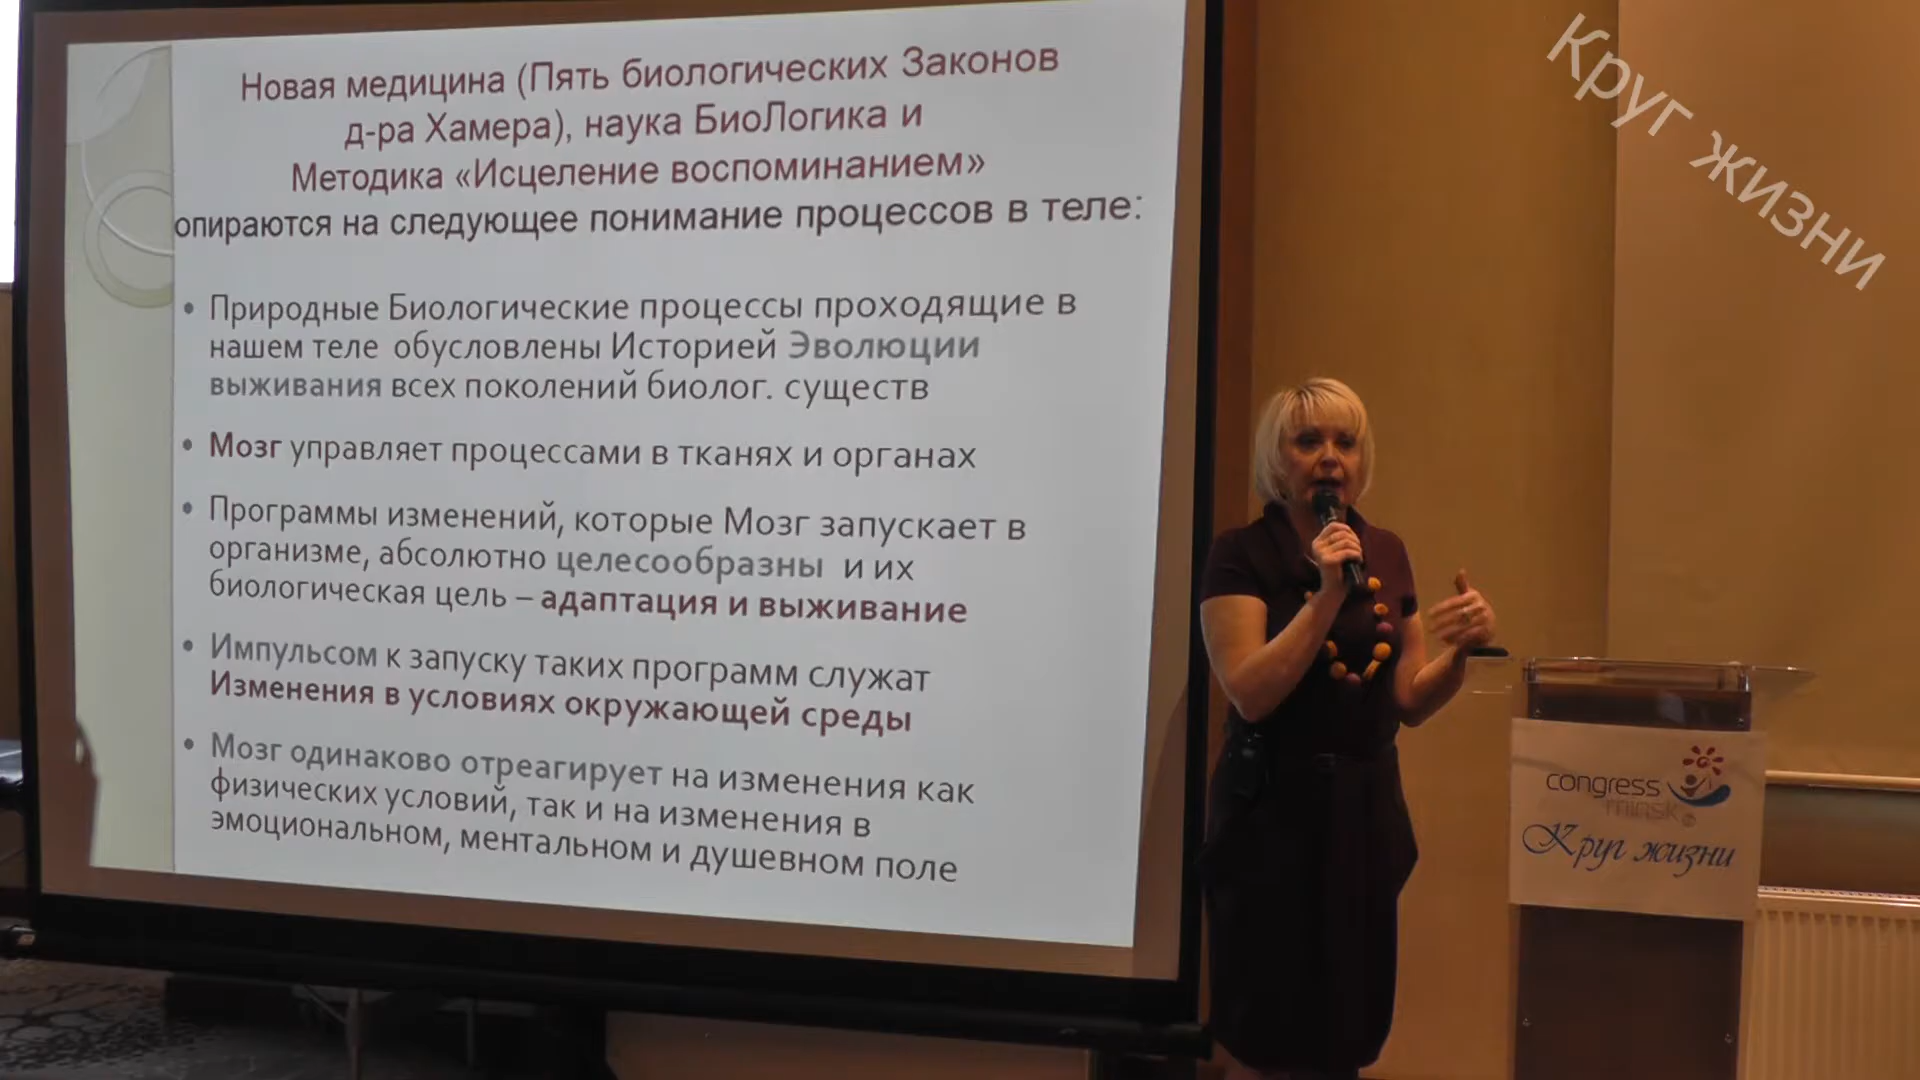 Новая медицина (Пять биологических Законов
д-ра Хамера), наука БиоЛогика и
Методика «Исцеление воспоминанием»
опираются на следующее понимание процессов в теле:
• Природные Биологические процессы проходящие в
нашем теле обусловлены Историей Эволюции
выживания всех поколений биолог. существ
• Мозг управляет процессами в тканях и органах
• Программы изменений, которые Мозг запускает в
организме, абсолютно целесообразны и их
биологическая цель – адаптация и выживание
• Импульсом к запуску таких программ служат
Изменения в условиях окружающей среды
• Мозг одинаково отреагирует на изменения как
физических условий, так и на изменения в
эмоциональном, ментальном и душевном поле
Круг жизни
congress
minsk
Круг жизни